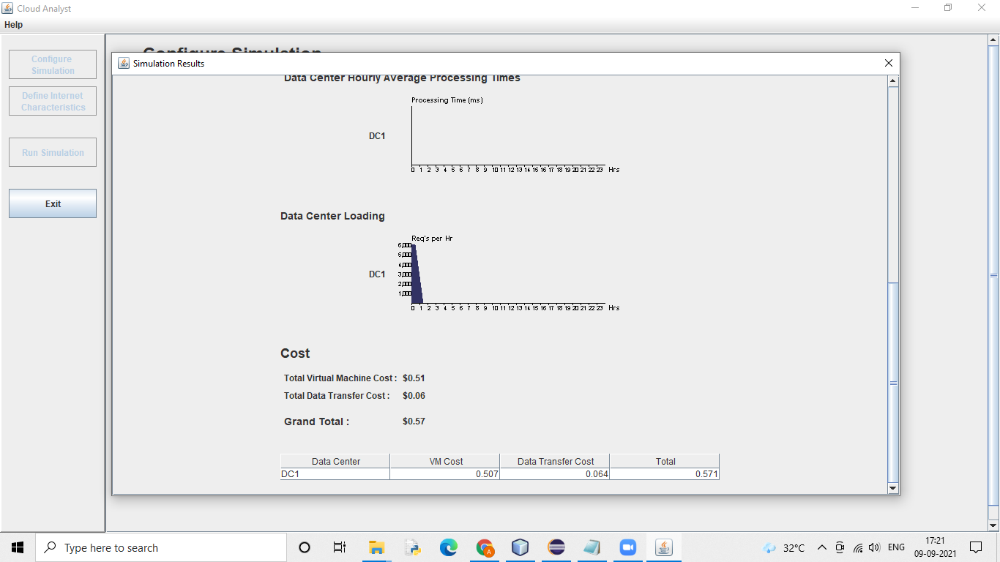 Cloud Analyst
Help
Configure Simulation
Configure
Simulation
Define Internet
Characteristics
Run Simulation
Exit
Simulation Results
Data Center Hourly Average Processing Times
Processing Time (ms)
DC1
0 1 2 3 4 5 6 7 8 9 10 11 12 13 14 15 16 17 18 19 20 21 22 23 Hrs
Data Center Loading
Req's per Hr
6,000
5,000
4,000
DC1
3,000
2,000
1,000
0 1 2 3 4 5 6 7 8 9 10 11 12 13 14 15 16 17 18 19 20 21 22 23 Hrs
Cost
Total Virtual Machine Cost : $0.51
Total Data Transfer Cost : $0.06
Grand Total : $0.57
Data Center VM Cost Data Transfer Cost Total
DC1 0.507 0.064 0.571
Type here to search
A
32°C
ENG
17:21
09-09-2021